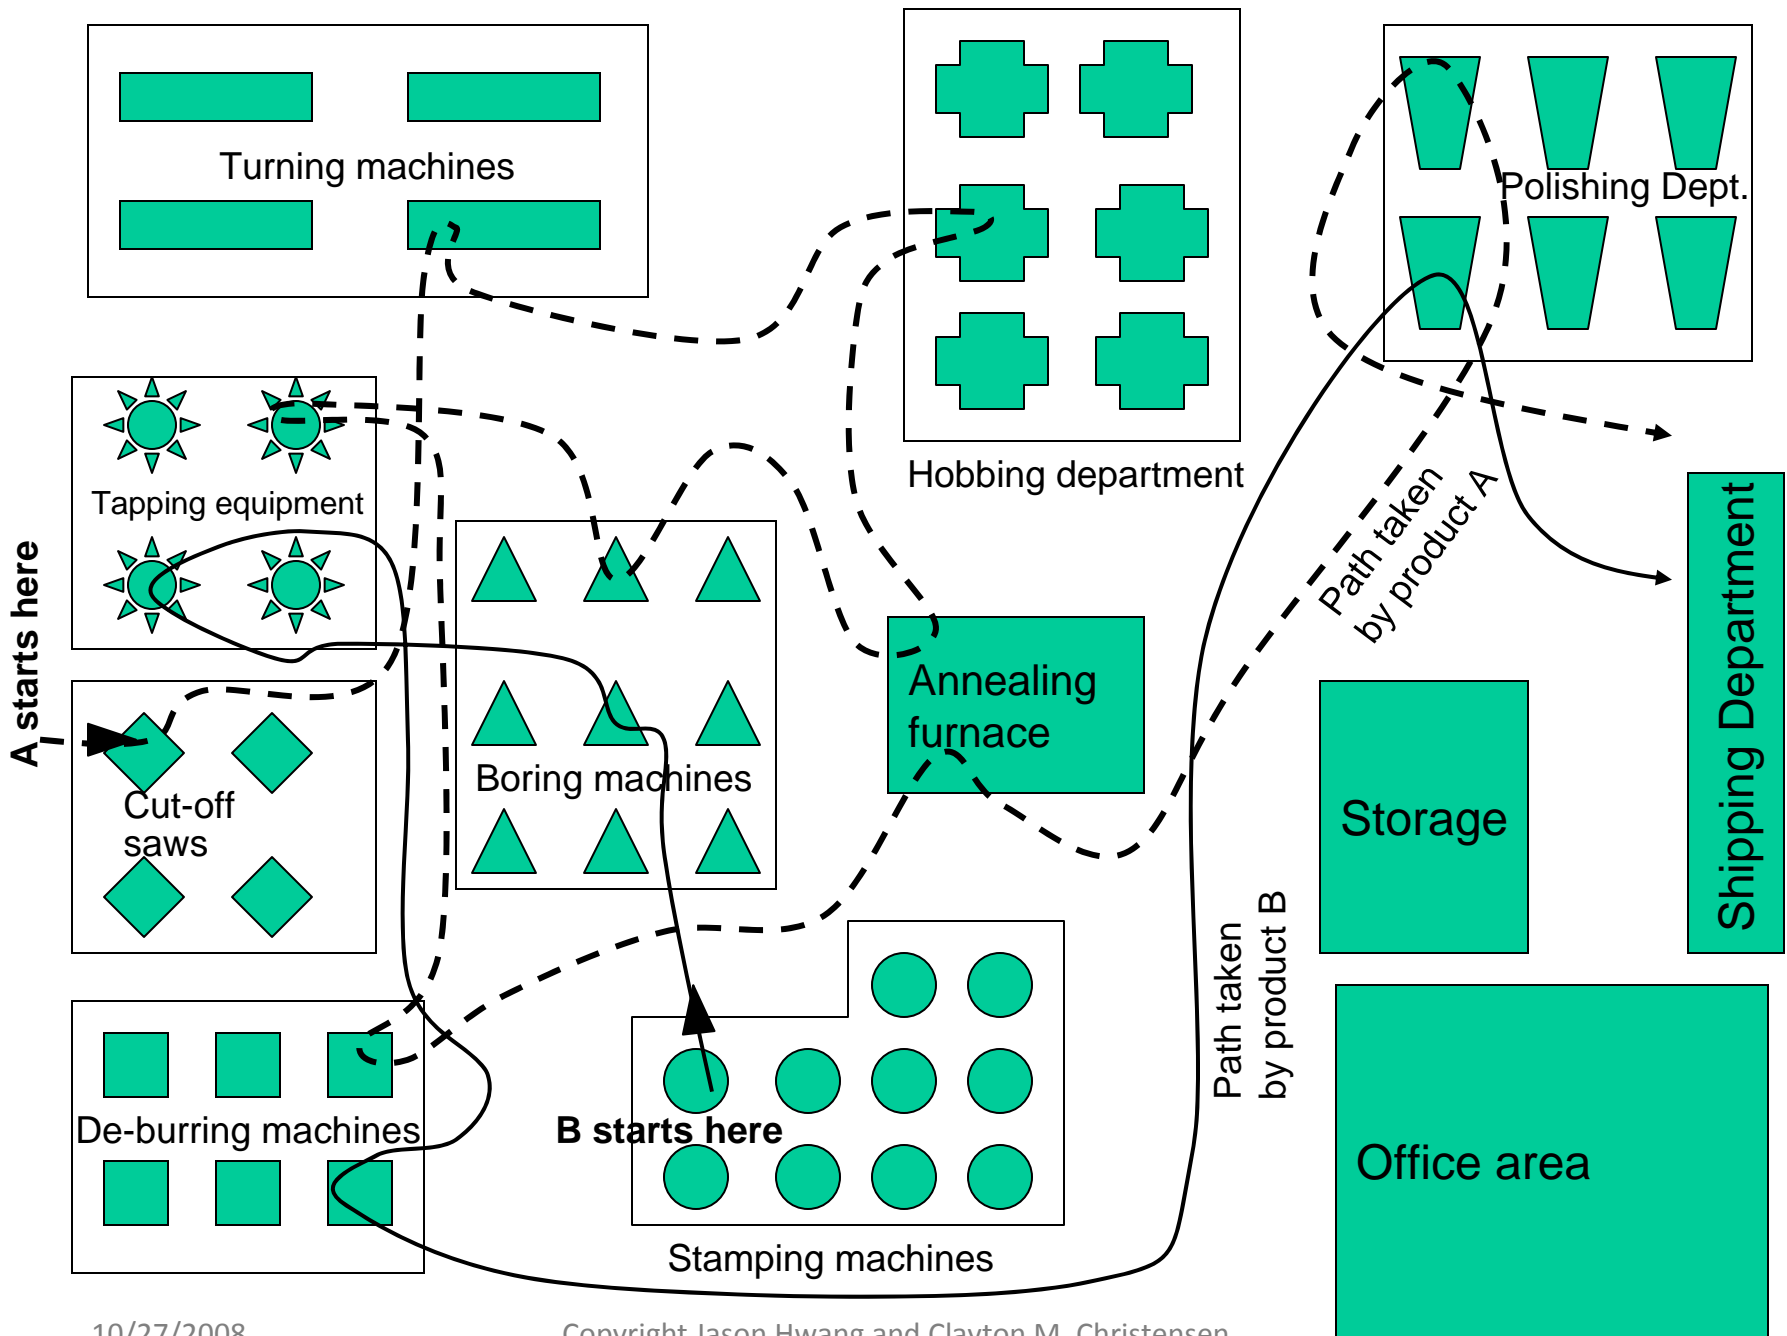 Turning machines
Polishing Dept.
Hobbing department
Tapping equipment
Path taken
by product A
A starts here
Shipping Department
Annealing
furnace
Boring machines
Cut-off
saws
Storage
Path taken
by product B
De-burring machines
B starts here
Office area
Stamping machines
10/27/2008
Copyright Jason Hwang and Clayton M. Christensen